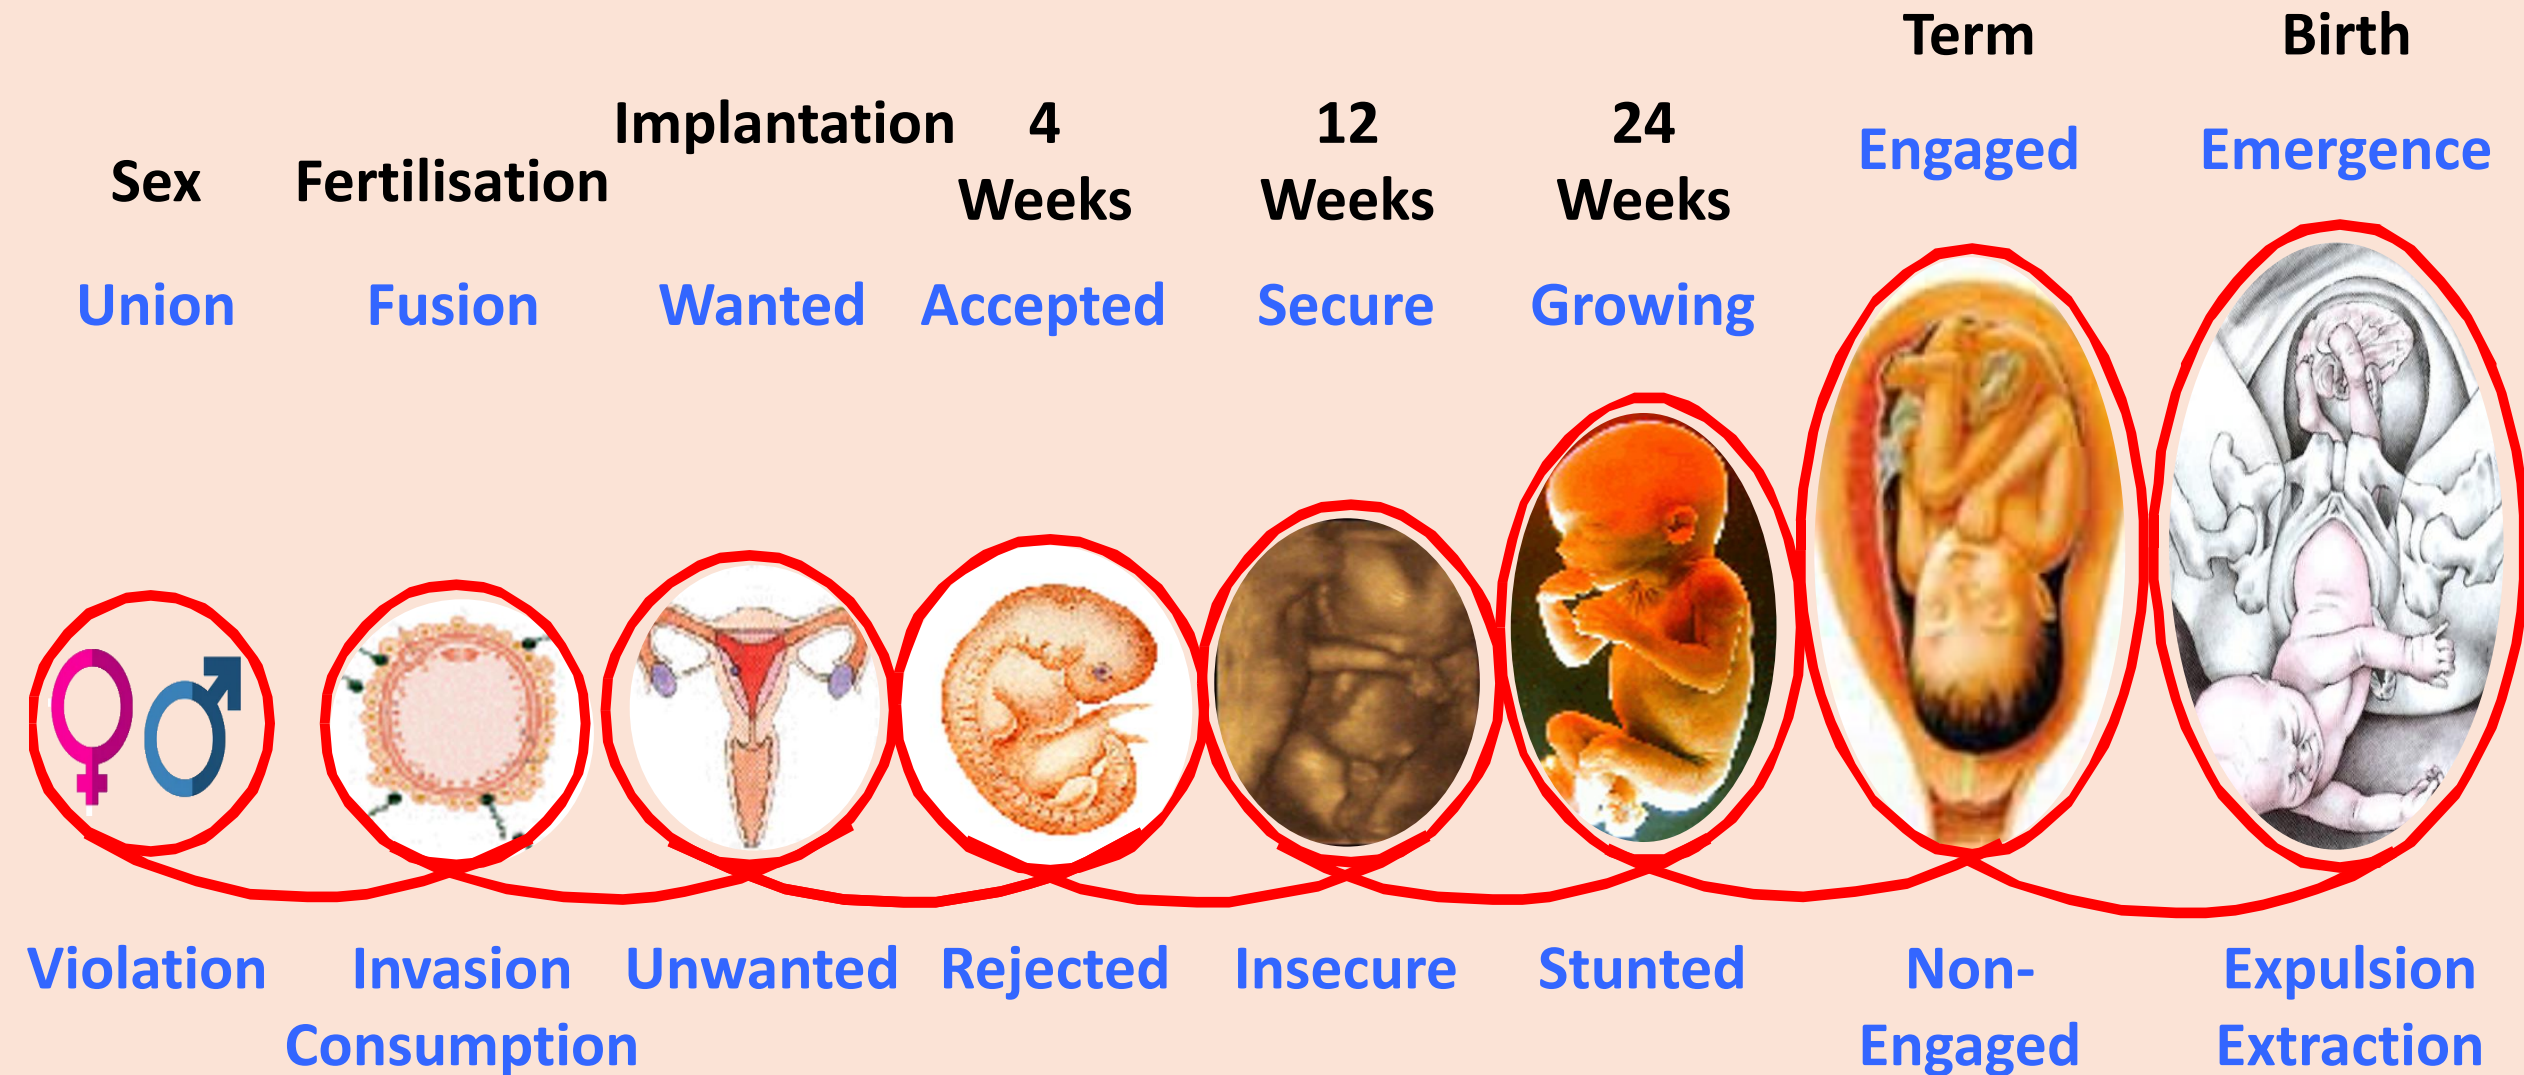 Sex
Union
Fertilisation
Fusion
Implantation
Wanted
4
Weeks
Accepted
12
Weeks
Secure
24
Weeks
Growing
Term
Engaged
Birth
Emergence
Violation
Invasion
Consumption
Unwanted
Rejected
Insecure
Stunted
Non-
Engaged
Expulsion
Extraction